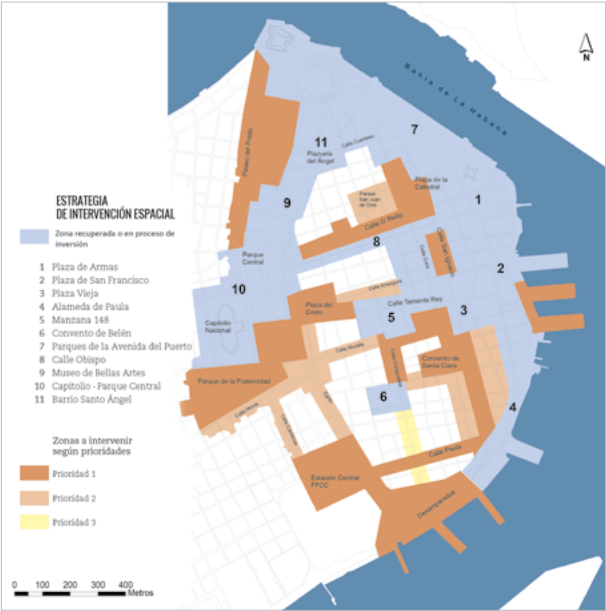 Bahía de La Habana
N
ESTRATEGIA
DE INTERVENCIÓN ESPACIAL
Zona recuperada o en proceso de
inversión
1 Plaza de Armas
2 Plaza de San Francisco
3 Plaza Vieja
4 Alameda de Paula
5 Manzana 148
6 Convento de Belén
7 Parques de la Avenida del Puerto
8 Calle Obispo
9 Museo de Bellas Artes
10 Capitolio - Parque Central
11 Barrio Santo Ángel
Zonas a intervenir
según prioridades
Prioridad 1
Prioridad 2
Prioridad 3
0 100 200 300 400
Metros
Paseo del Prado
11
Plazuela
del Ángel
Calle Cuarteles
7
Plaza de la
Catedral
Parque
San Juan
de Dios
1
9
Calle O'Reilly
8
Calle Cuba
Calle San Ignacio
Parque
Central
2
10
Calle Amargura
Plaza del
Cristo
Calle Teniente Rey
Capitolio
Nacional
5
3
Calle Muralla
Calle Compostela
Convento de
Santa Clara
Parque de la Fraternidad
6
4
Calle Monte
Egido
Calle Paula
Estación Central
FFCC
Desamparados